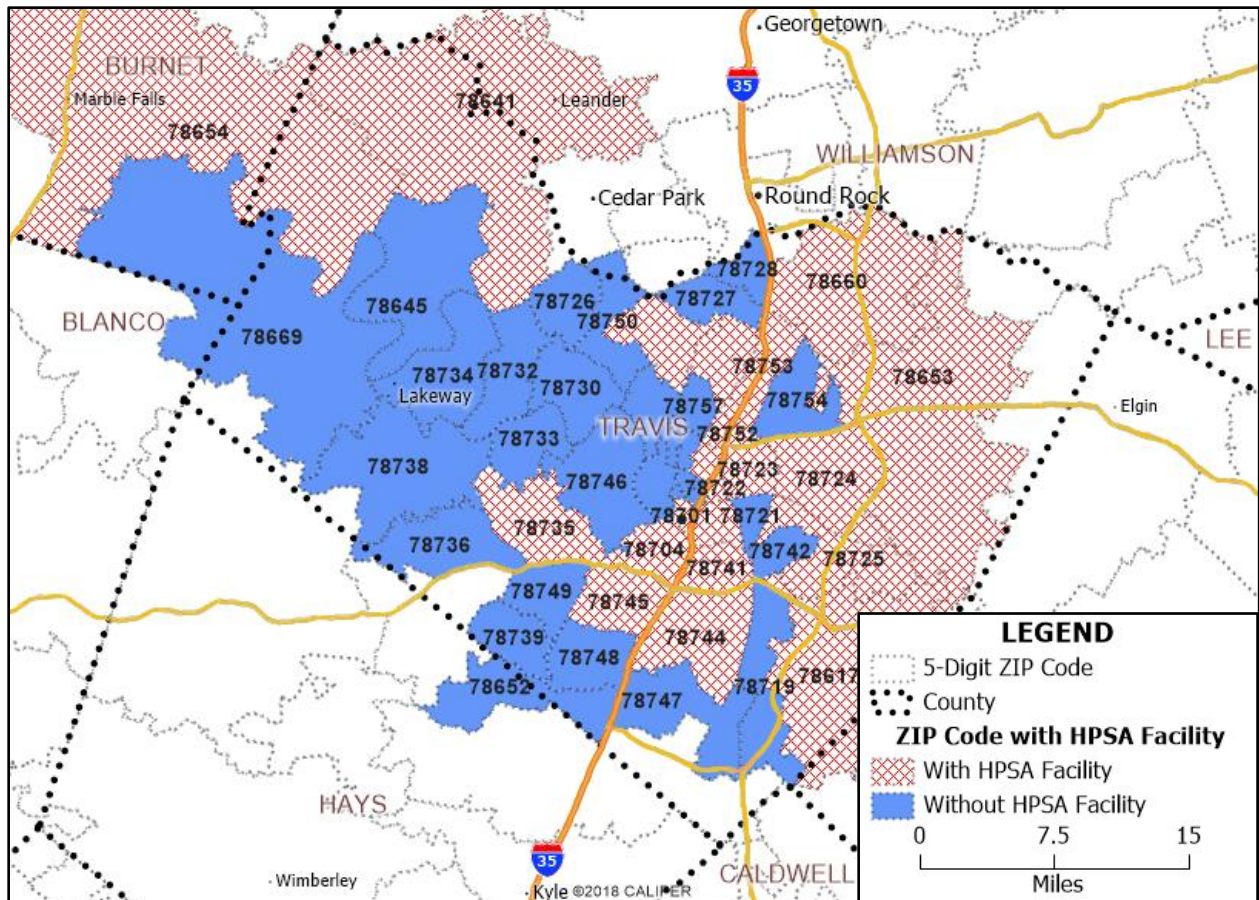 Georgetown
35
BURNET
Marble Falls
78641
Leander
78654
WILLIAMSON
Cedar Park
Round Rock
78728
78660
78726
78727
78645
78750
BLANCO
78669
LEE
78753
78653
78734
78732
78730
78754
Lakeway
78757
Elgin
TRAVIS
78752
78733
78738
78746
78723
78724
78722
78701
78721
78735
78736
78704
78742
78725
78741
78749
78745
78739
78744
78748
78652
78747
78719
78617
HAYS
35
Wimberley
Kyle
©2018 CALIPER
CALDWELL
LEGEND
5-Digit ZIP Code
County
ZIP Code with HPSA Facility
With HPSA Facility
Without HPSA Facility
0 7.5 15
Miles